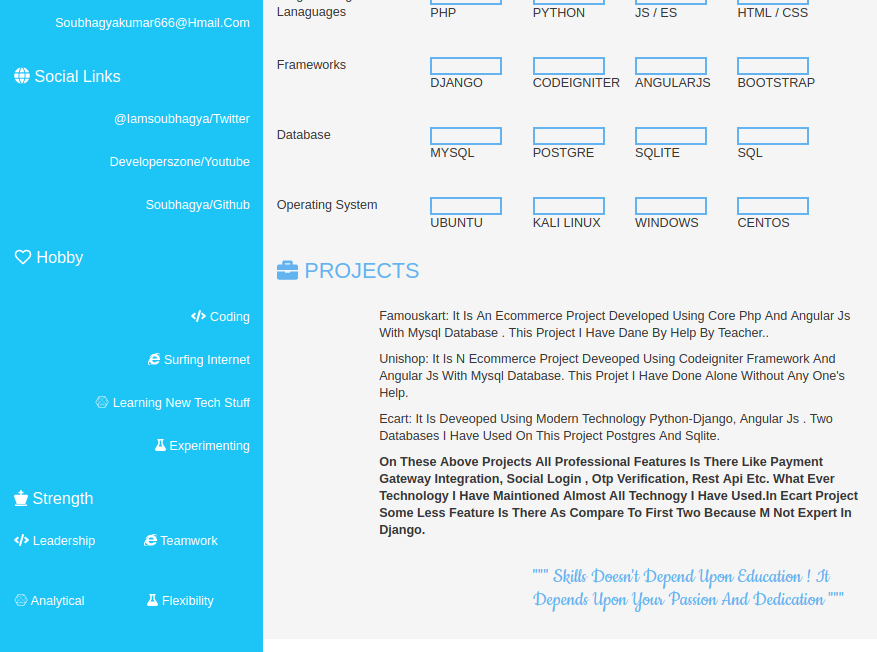 Soubhagyakumar666@Hmail.Com
Social Links
@Iamsoubhagya/Twitter
Developerszone/Youtube
Soubhagya/Github
Hobby
Coding
Surfing Internet
Learning New Tech Stuff
Experimenting
Strength
Leadership Teamwork
Analytical Flexibility
Lanaguages PHP PYTHON JS / ES HTML / CSS
Frameworks
DJANGO CODEIGNITER ANGULARJS BOOTSTRAP
Database
MYSQL POSTGRE SQLITE SQL
Operating System
UBUNTU KALI LINUX WINDOWS CENTOS
PROJECTS
Famouskart: It Is An Ecommerce Project Developed Using Core Php And Angular Js
With Mysql Database . This Project I Have Dane By Help By Teacher..
Unishop: It Is N Ecommerce Project Deveoped Using Codeigniter Framework And
Angular Js With Mysql Database. This Projet I Have Done Alone Without Any One's
Help.
Ecart: It Is Deveoped Using Modern Technology Python-Django, Angular Js . Two
Databases I Have Used On This Project Postgres And Sqlite.
On These Above Projects All Professional Features Is There Like Payment
Gateway Integration, Social Login , Otp Verification, Rest Api Etc. What Ever
Technology I Have Maintioned Almost All Technogy I Have Used.In Ecart Project
Some Less Feature Is There As Compare To First Two Because M Not Expert In
Django.
""" Skills Doesn't Depend Upon Education ! It
Depends Upon Your Passion And Dedication """